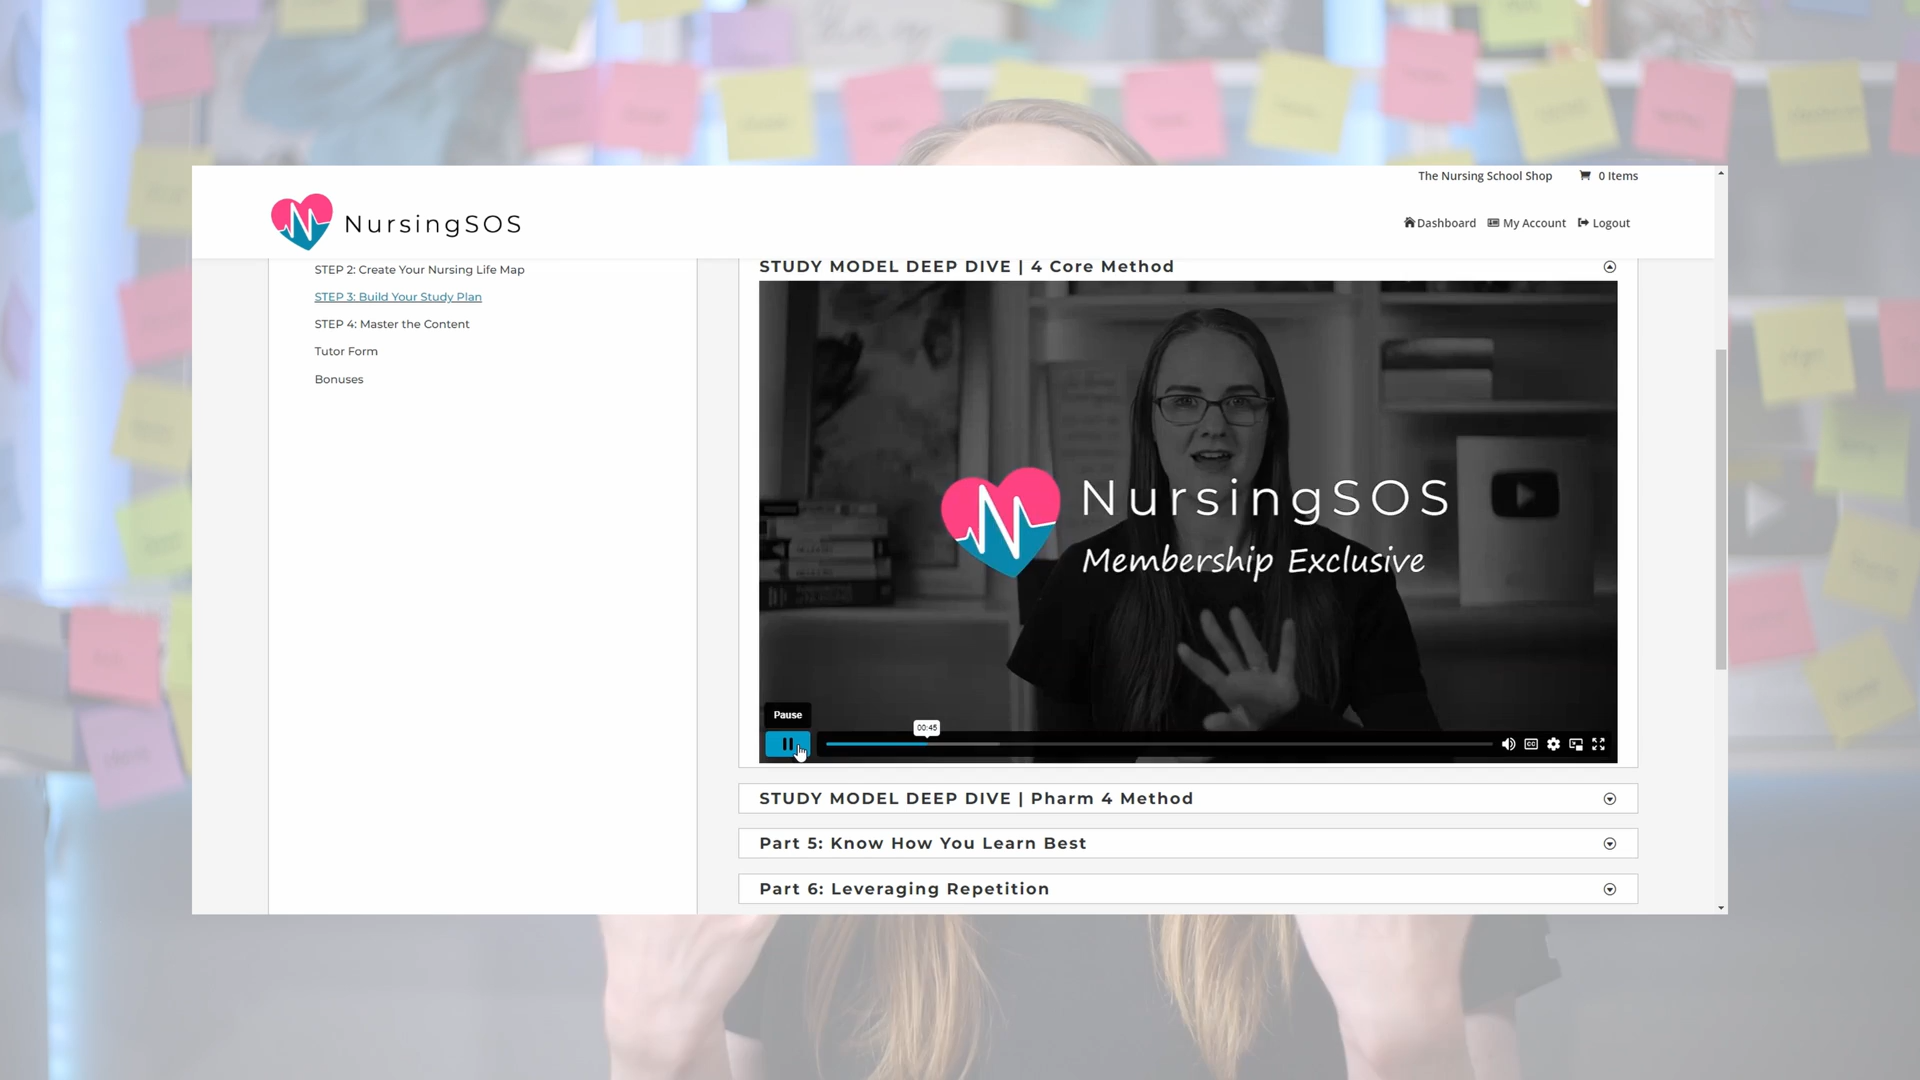 The Nursing School Shop
0 Items
NursingSOS
Dashboard
My Account
Logout
STEP 2: Create Your Nursing Life Map
STEP 3: Build Your Study Plan
STEP 4: Master the Content
Tutor Form
Bonuses
STUDY MODEL DEEP DIVE | 4 Core Method
NursingSOS
Membership Exclusive
Pause
00:45
CC
STUDY MODEL DEEP DIVE | Pharm 4 Method
Part 5: Know How You Learn Best
Part 6: Leveraging Repetition